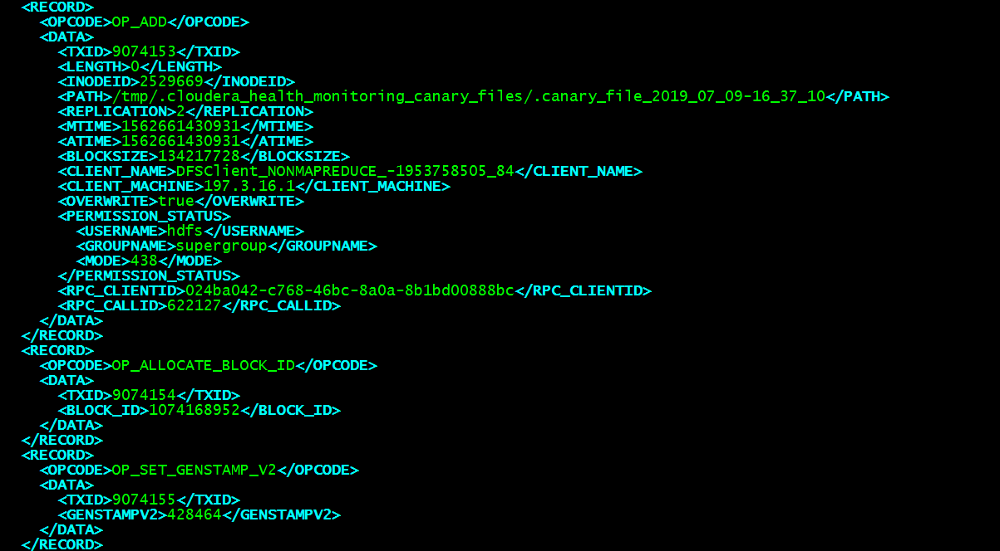 <RECORD>
<OPCODE>OP_ADD</OPCODE>
<DATA>
<TXID>9074153</TXID>
<LENGTH>0</LENGTH>
<INODEID>2529669</INODEID>
<PATH>/tmp/.cloudera_health_monitoring_canary_files/.canary_file_2019_07_09-16_37_10</PATH>
<REPLICATION>2</REPLICATION>
<MTIME>1562661430931</MTIME>
<ATIME>1562661430931</ATIME>
<BLOCKSIZE>134217728</BLOCKSIZE>
<CLIENT_NAME>DFSClient_NONMAPREDUCE_-1953758505_84</CLIENT_NAME>
<CLIENT_MACHINE>197.3.16.1</CLIENT_MACHINE>
<OVERWRITE>true</OVERWRITE>
<PERMISSION_STATUS>
<USERNAME>hdfs</USERNAME>
<GROUPNAME>supergroup</GROUPNAME>
<MODE>438</MODE>
</PERMISSION_STATUS>
<RPC_CLIENTID>024ba042-c768-46bc-8a0a-8b1bd00888bc</RPC_CLIENTID>
<RPC_CALLID>622127</RPC_CALLID>
</DATA>
</RECORD>
<RECORD>
<OPCODE>OP_ALLOCATE_BLOCK_ID</OPCODE>
<DATA>
<TXID>9074154</TXID>
<BLOCK_ID>1074168952</BLOCK_ID>
</DATA>
</RECORD>
<RECORD>
<OPCODE>OP_SET_GENSTAMP_V2</OPCODE>
<DATA>
<TXID>9074155</TXID>
<GENSTAMPV2>428464</GENSTAMPV2>
</DATA>
</RECORD>